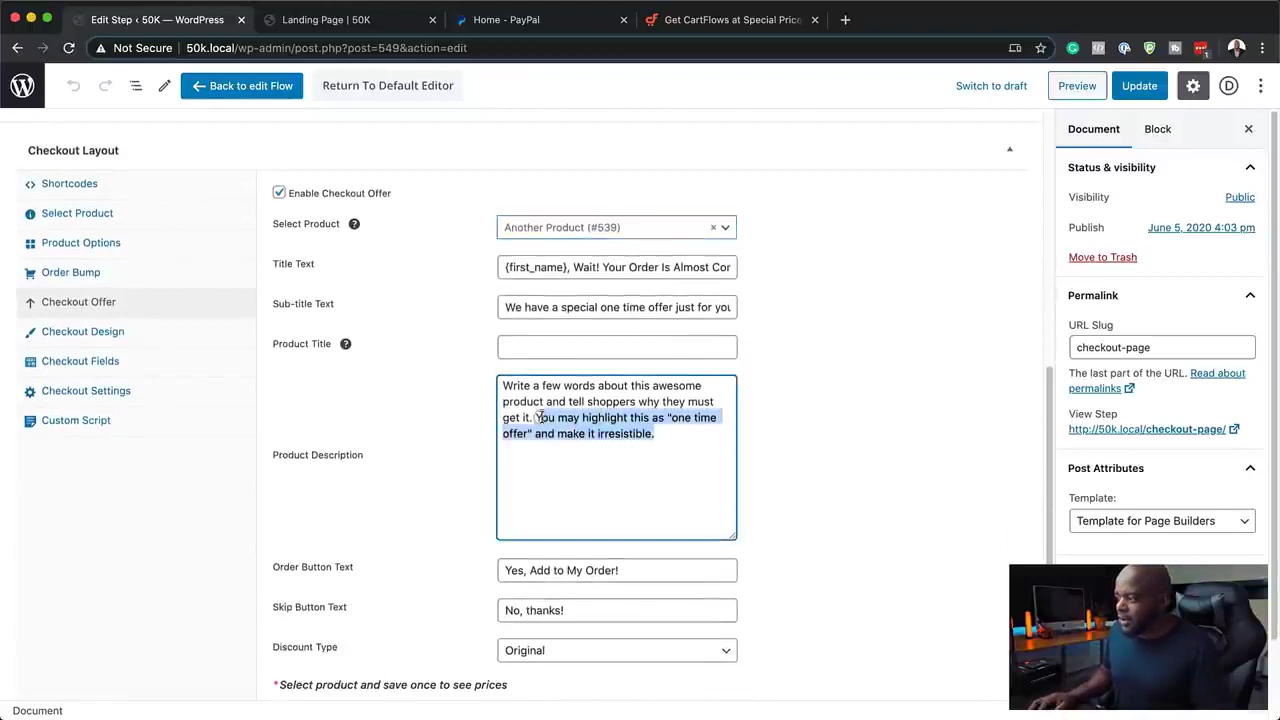 Edit Step ‹ 50K — WordPress
Landing Page | 50K
Home - PayPal
Get CartFlows at Special Price
Not Secure
50k.local/wp-admin/post.php?post=549&action=edit
1
Back to edit Flow
Return To Default Editor
Switch to draft
Preview
Update
Checkout Layout
Shortcodes
Select Product
Product Options
Order Bump
Checkout Offer
Checkout Design
Checkout Fields
Checkout Settings
Custom Script
Enable Checkout Offer
Select Product
Another Product (#539)
Title Text
{first_name}, Wait! Your Order Is Almost Cor
Sub-title Text
We have a special one time offer just for you
Product Title
Write a few words about this awesome
product and tell shoppers why they must
get it. You may highlight this as "one time
offer" and make it irresistible.
Product Description
Order Button Text
Yes, Add to My Order!
Skip Button Text
No, thanks!
Discount Type
Original
*Select product and save once to see prices
Document
Block
Status & visibility
Visibility
Public
Publish
June 5, 2020 4:03 pm
Move to Trash
Permalink
URL Slug
checkout-page
The last part of the URL. Read about
permalinks
View Step
http://50k.local/checkout-page/
Post Attributes
Template:
Template for Page Builders
Document